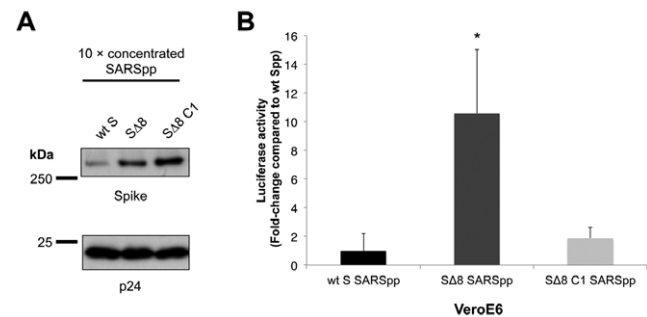 A
10 × concentrated
SARSpp
wt S
SΔ8
SΔ8 C1
kDa
250
Spike
25
p24
B
Luciferase activity
(Fold-change compared to wt Spp)
16
14
12
10
8
6
4
2
0
*
wt S SARSpp
SΔ8 SARSpp
SΔ8 C1 SARSpp
VeroE6